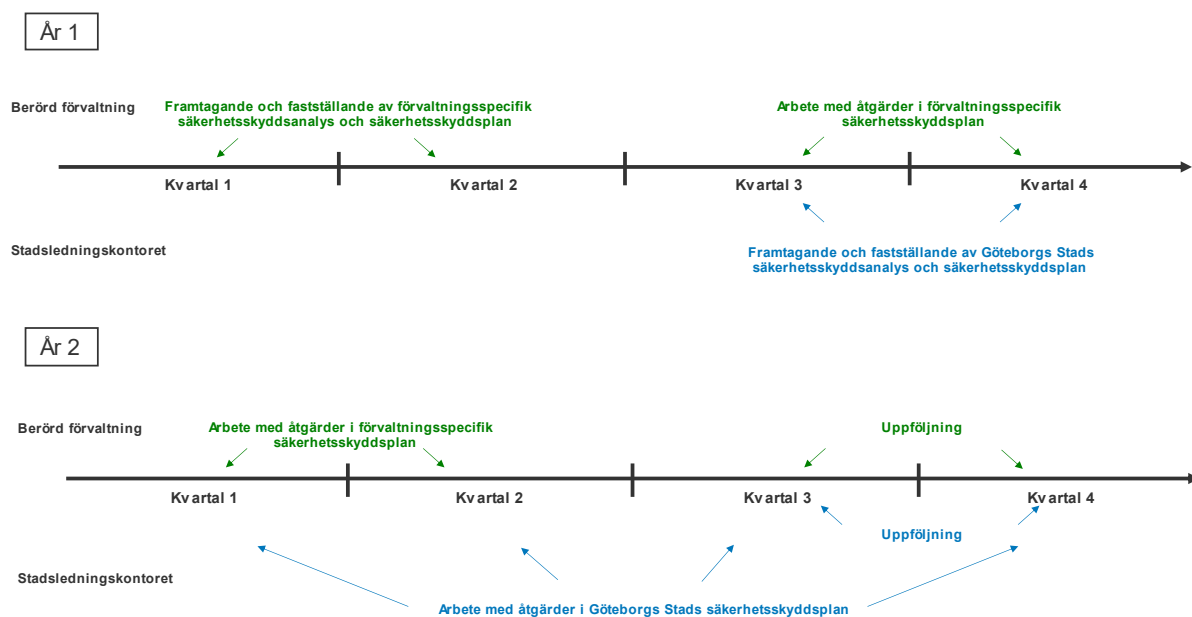 År 1
Berörd förvaltning
Framtagande och fastställande av förvaltningsspecifik
säkerhetsskyddsanalys och säkerhetsskyddsplan
Arbete med åtgärder i förvaltningsspecifik
säkerhetsskyddsplan
Kvartal 1
Kvartal 2
Kvartal 3
Kvartal 4
Stadsledningskontoret
Framtagande och fastställande av Göteborgs Stads
säkerhetsskyddsanalys och säkerhetsskyddsplan
År 2
Berörd förvaltning
Arbete med åtgärder i förvaltningsspecifik
säkerhetsskyddsplan
Uppföljning
Kvartal 1
Kvartal 2
Kvartal 3
Kvartal 4
Uppföljning
Stadsledningskontoret
Arbete med åtgärder i Göteborgs Stads säkerhetsskyddsplan